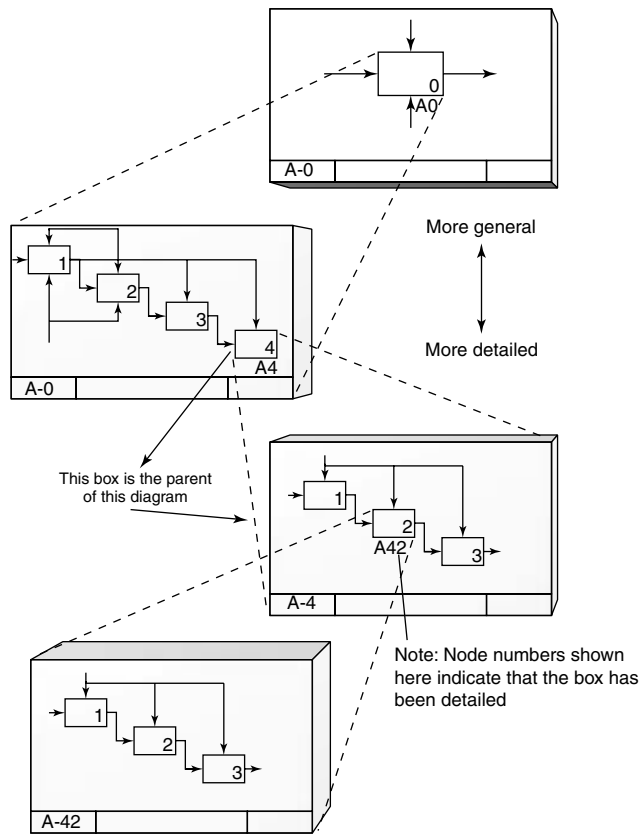 0
A0
A-0
More general
More detailed
1
2
3
4
A4
A-0
This box is the parent
of this diagram
1
2
A42
3
A-4
Note: Node numbers shown
here indicate that the box has
been detailed
1
2
3
A-42